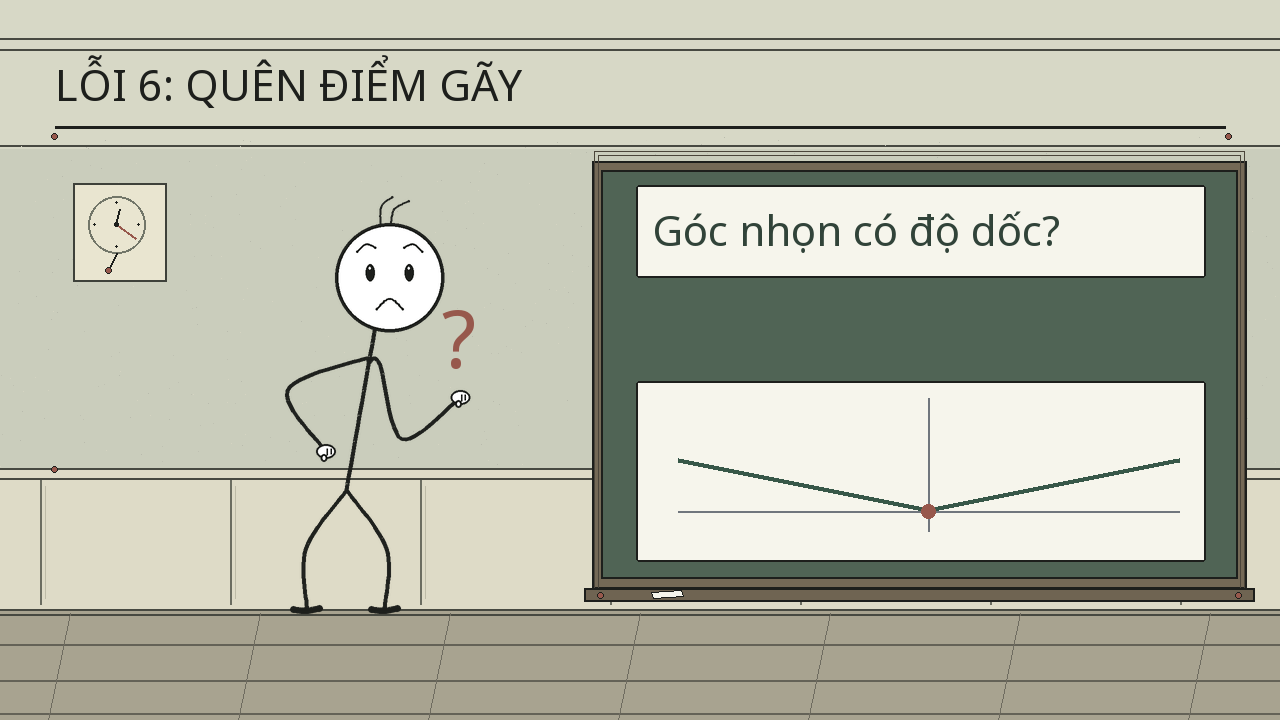 LỖI 6: QUÊN ĐIỂM GÃY
Góc nhọn có độ dốc?
?